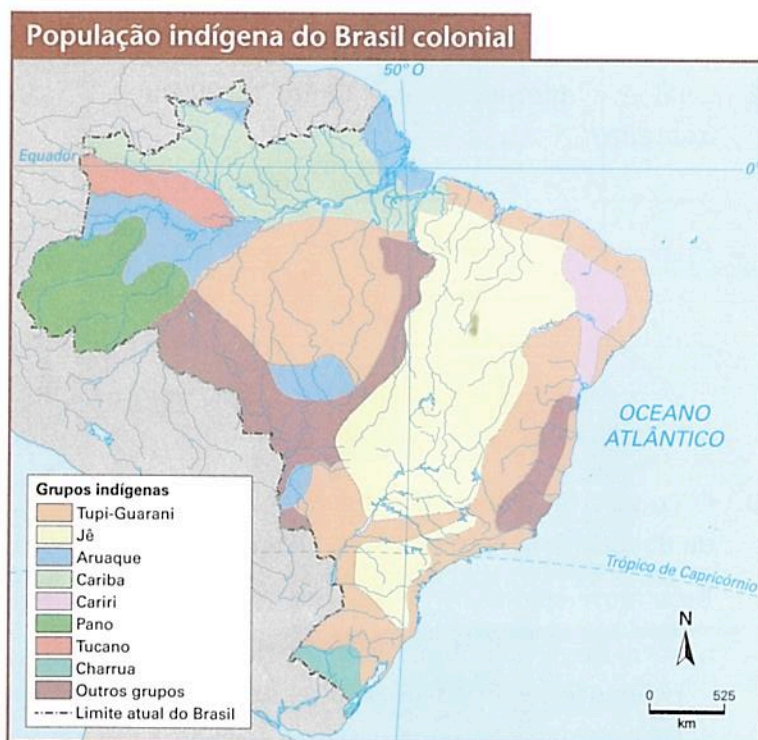 População indígena do Brasil colonial
50° O
Equador
0°
OCEANO
ATLÂNTICO
Grupos indígenas
Tupi-Guarani
Jê
Aruaque
Cariba
Cariri
Pano
Tucano
Charrua
Outros grupos
Limite atual do Brasil
Trópico de Capricórnio
N
0 525
km